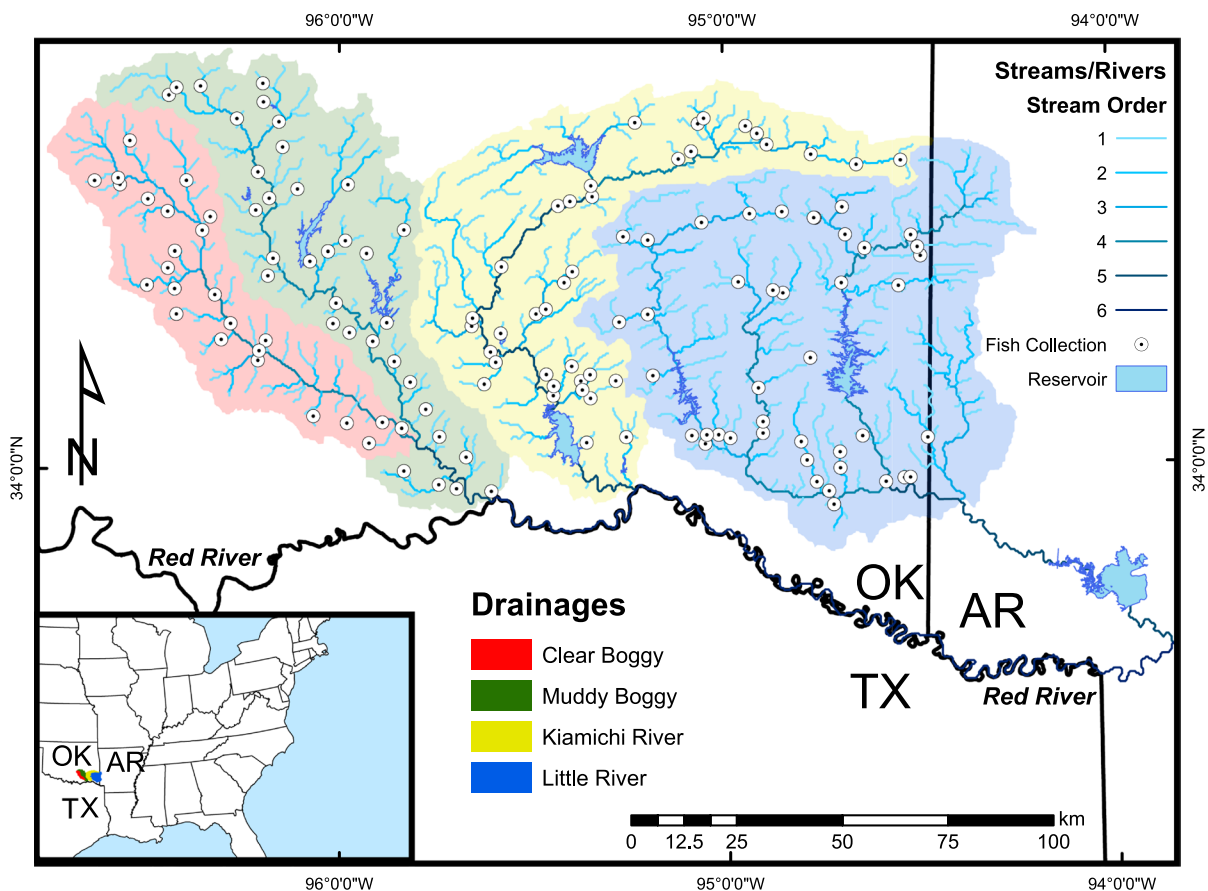 96°0'0"W
95°0'0"W
94°0'0"W
Streams/Rivers
Stream Order
1
2
3
4
5
6
Fish Collection
Reservoir
N
34°0'0"N
34°0'0"N
Red River
OK
AR
TX
Red River
Drainages
Clear Boggy
Muddy Boggy
Kiamichi River
Little River
OK
AR
TX
km
0
12.5
25
50
75
100
96°0'0"W
95°0'0"W
94°0'0"W